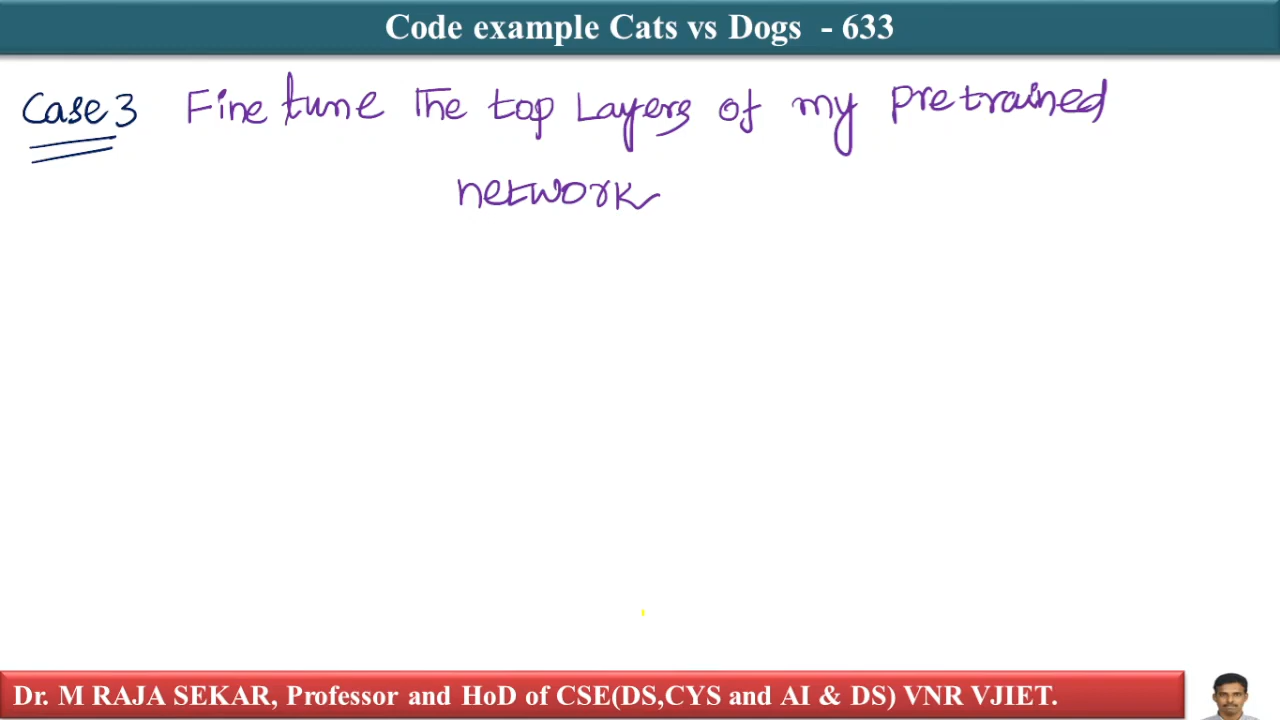 Code example Cats vs Dogs - 633
Case 3 Fine tune The top Layers of my pretrained
network
Dr. M RAJA SEKAR, Professor and HoD of CSE(DS,CYS and AI & DS) VNR VJIET.